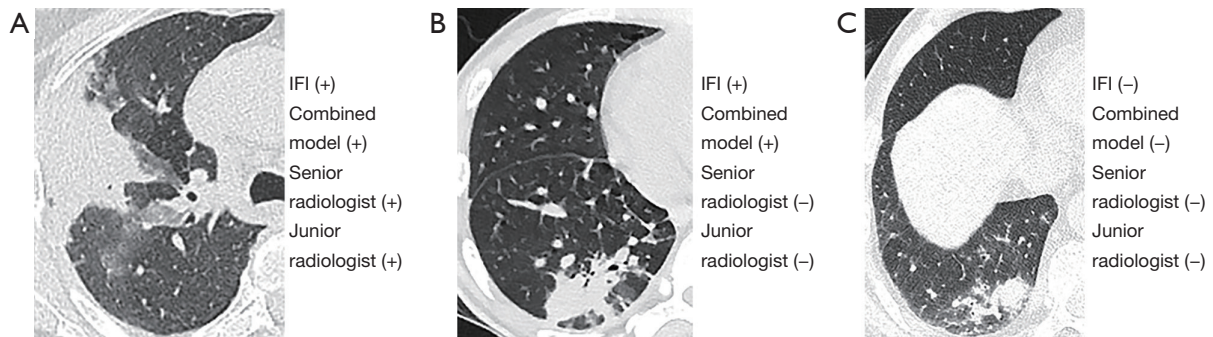 A
IFI (+)
Combined
model (+)
Senior
radiologist (+)
Junior
radiologist (+)
B
IFI (+)
Combined
model (+)
Senior
radiologist (–)
Junior
radiologist (–)
C
IFI (–)
Combined
model (–)
Senior
radiologist (–)
Junior
radiologist (–)